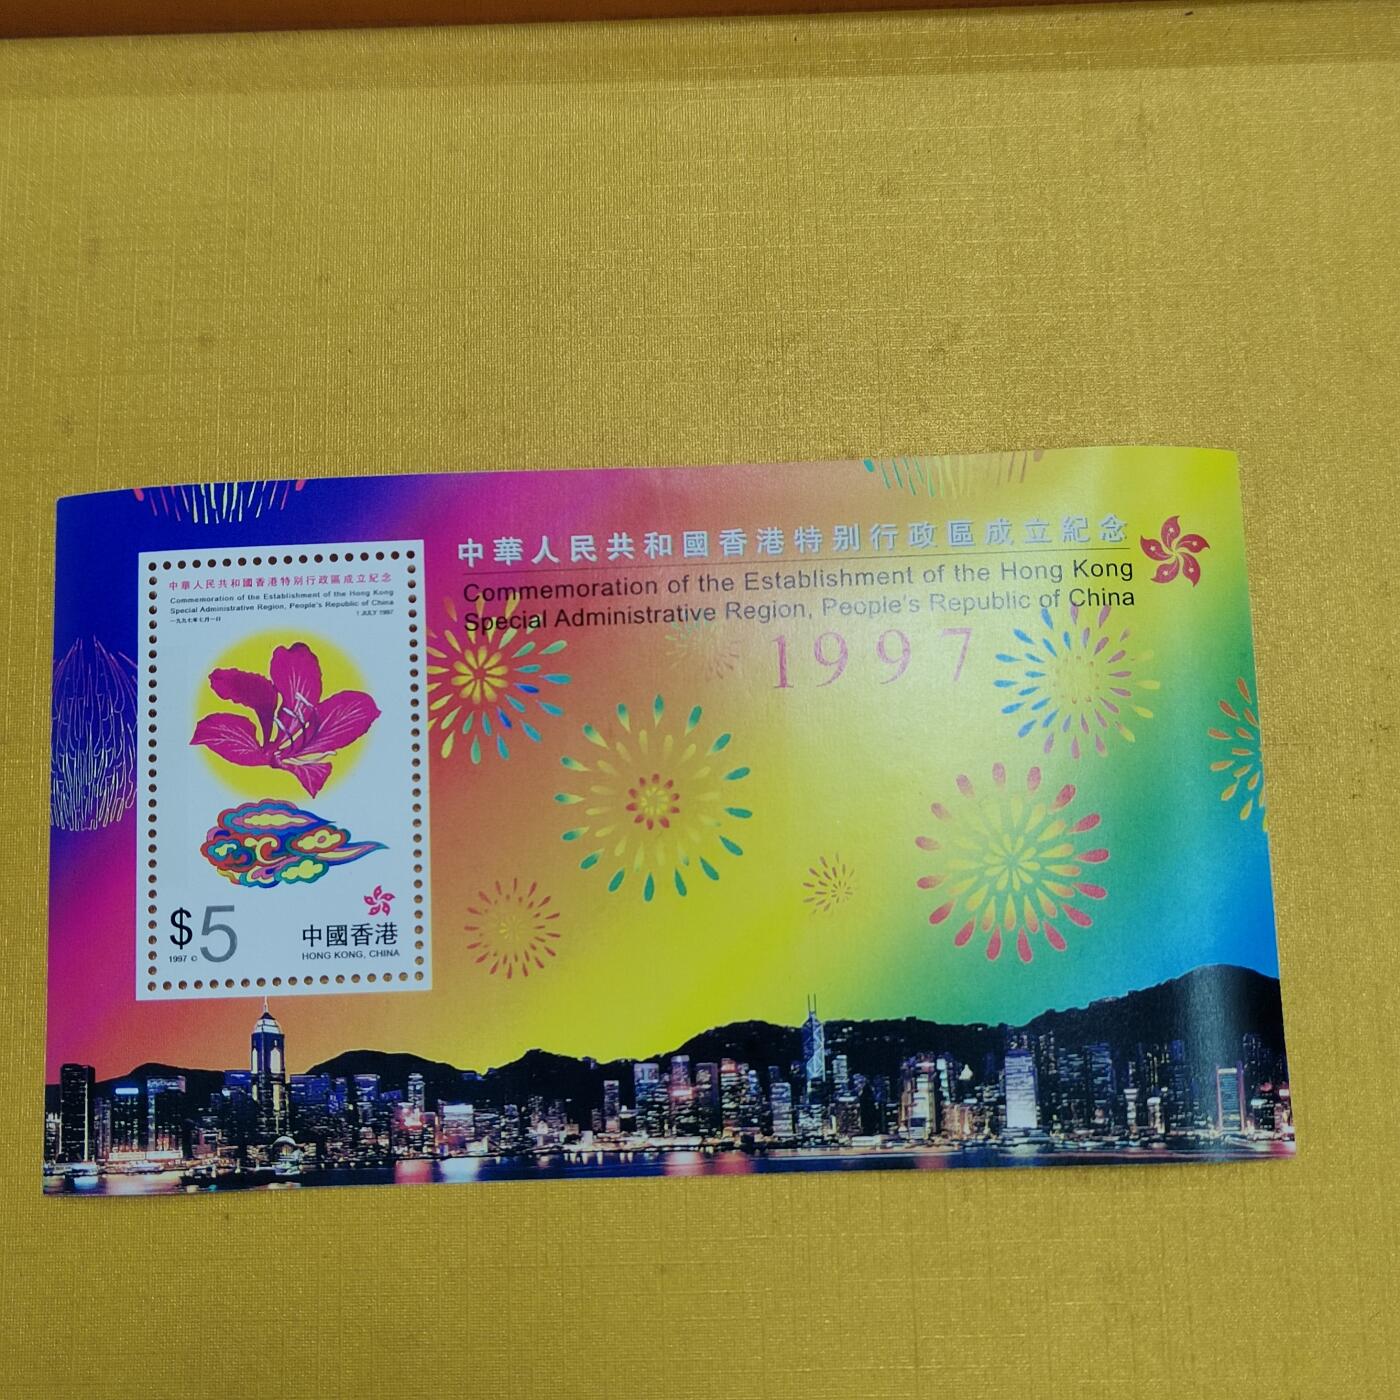 中華人民共和國香港特別行政區成立紀念
Commemoration of the Establishment of the Hong Kong
Special Administrative Region, People's Republic of China
1997
中華人民共和國香港特別行政區成立紀念
Commemoration of the Establishment of the Hong Kong
Special Administrative Region, People's Republic of China
一九九七年七月一日 1 JULY 1997
$5
1997 ©
中國香港
HONG KONG, CHINA